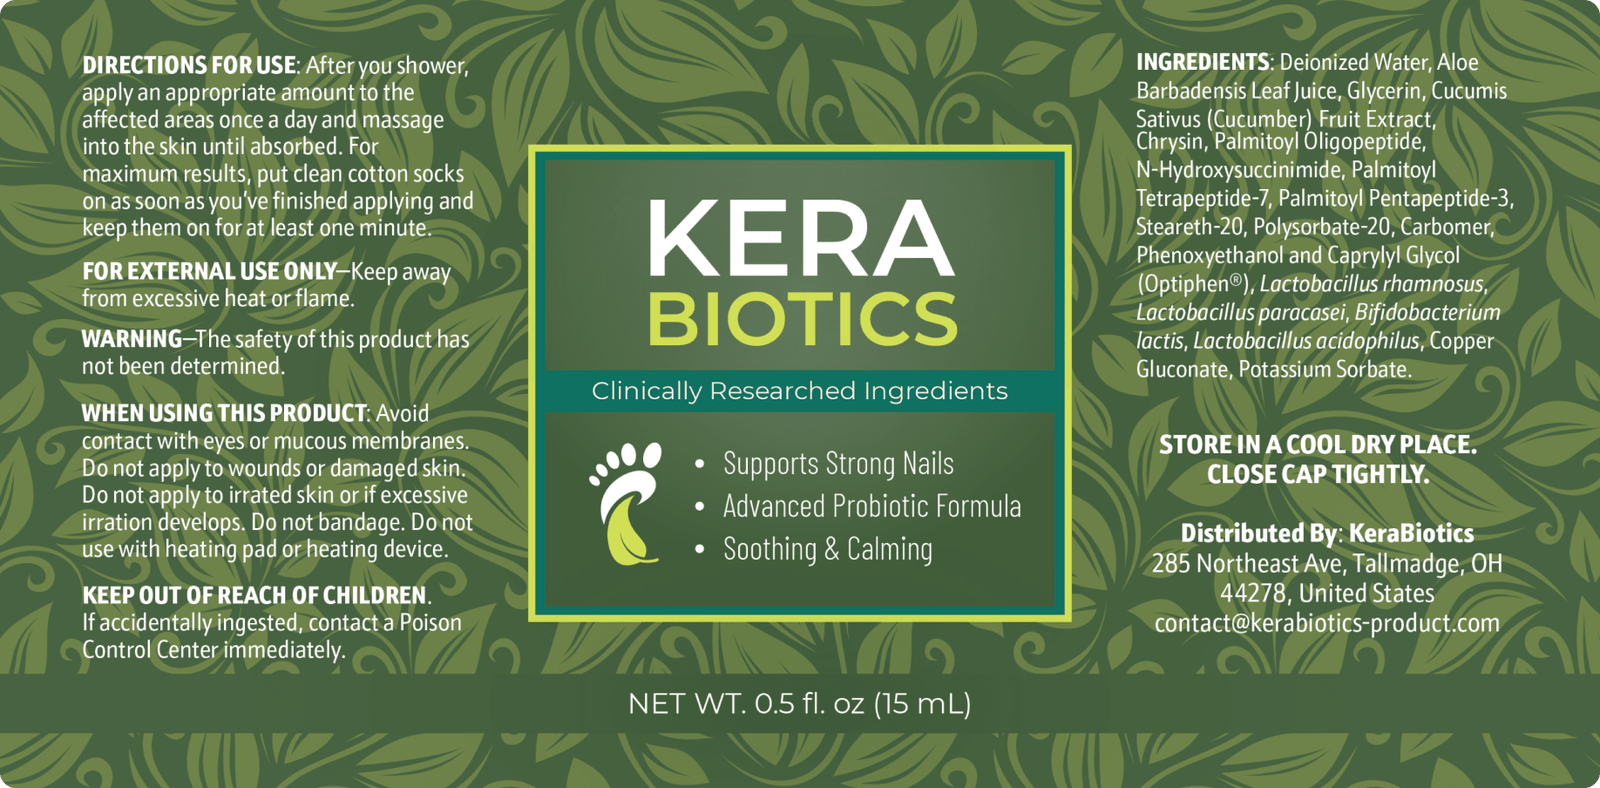 DIRECTIONS FOR USE: After you shower,
apply an appropriate amount to the
affected areas once a day and massage
into the skin until absorbed. For
maximum results, put clean cotton socks
on as soon as you've finished applying and
keep them on for at least one minute.
FOR EXTERNAL USE ONLY—Keep away
from excessive heat or flame.
WARNING—The safety of this product has
not been determined.
WHEN USING THIS PRODUCT: Avoid
contact with eyes or mucous membranes.
Do not apply to wounds or damaged skin.
Do not apply to irrated skin or if excessive
irration develops. Do not bandage. Do not
use with heating pad or heating device.
KEEP OUT OF REACH OF CHILDREN.
If accidentally ingested, contact a Poison
Control Center immediately.
KERA
BIOTICS
Clinically Researched Ingredients
• Supports Strong Nails
• Advanced Probiotic Formula
• Soothing & Calming
NET WT. 0.5 fl. oz (15 mL)
INGREDIENTS: Deionized Water, Aloe
Barbadensis Leaf Juice, Glycerin, Cucumis
Sativus (Cucumber) Fruit Extract,
Chrysin, Palmitoyl Oligopeptide,
N-Hydroxysuccinimide, Palmitoyl
Tetrapeptide-7, Palmitoyl Pentapeptide-3,
Steareth-20, Polysorbate-20, Carbomer,
Phenoxyethanol and Caprylyl Glycol
(Optiphen®), Lactobacillus rhamnosus,
Lactobacillus paracasei, Bifidobacterium
lactis, Lactobacillus acidophilus, Copper
Gluconate, Potassium Sorbate.
STORE IN A COOL DRY PLACE.
CLOSE CAP TIGHTLY.
Distributed By: KeraBiotics
285 Northeast Ave, Tallmadge, OH
44278, United States
contact@kerabiotics-product.com